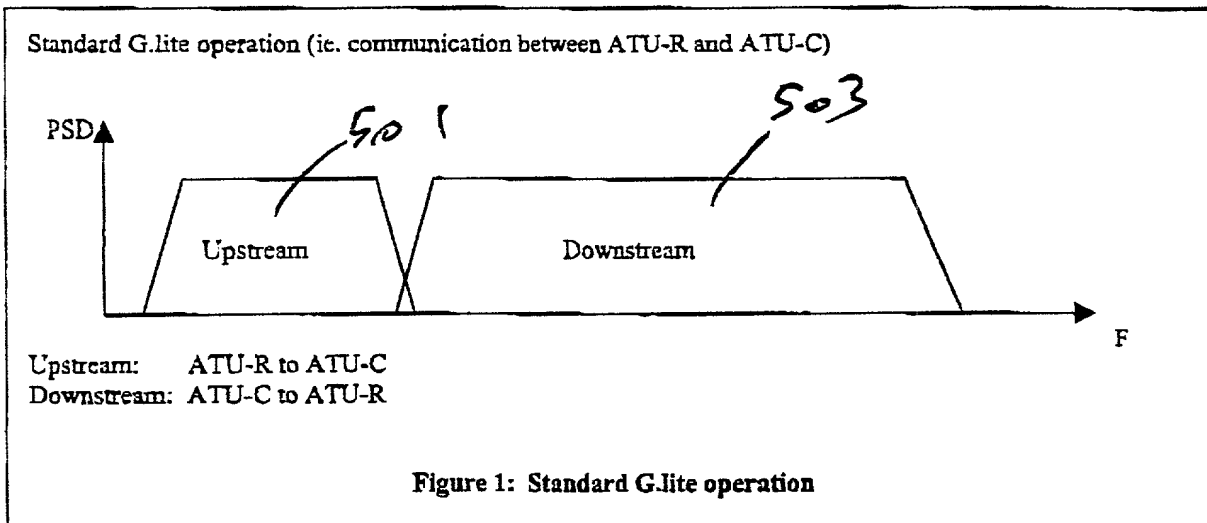 Standard G.lite operation (ie. communication between ATU-R and ATU-C)
501
503
PSD
Upstream
Downstream
F
Upstream: ATU-R to ATU-C
Downstream: ATU-C to ATU-R
Figure 1: Standard G.lite operation